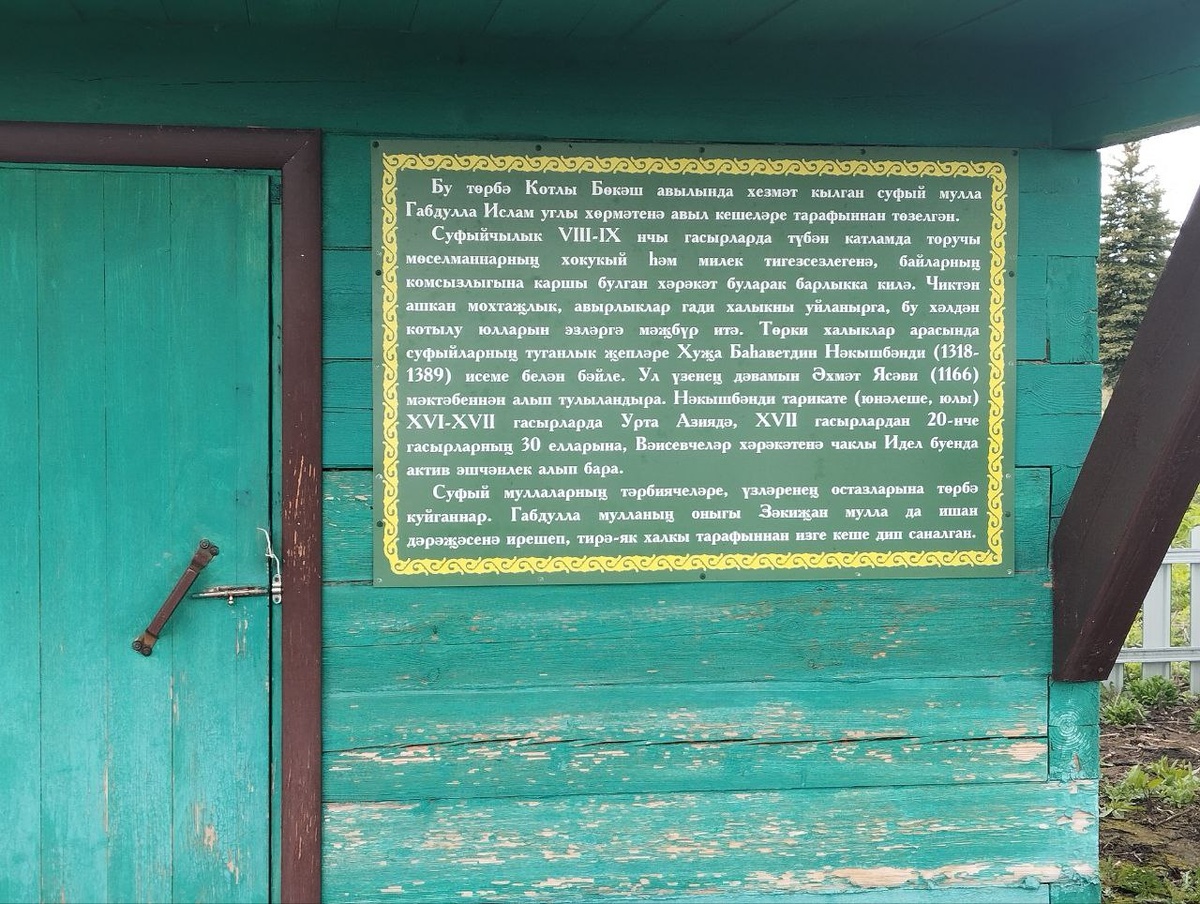 Бу төрбә Котлы Бөкәш авылында хезмәт кылган суфый мулла
Габдулла Ислам углы хөрмәтенә авыл кешеләре тарафыннан төзелгән.
Суфыйчылык VIII-IX нчы гасырларда түбән катламда торучы
мөселманнарның хокукый һәм милек тигезсезлегенә, байларның
комсызлыгына каршы булган хәрәкәт буларак барлыкка килә. Чиктән
ашкан мохтаҗлык, авырлыклар гади халыкны уйланырга, бу хәлдән
котылу юлларын эзләргә мәҗбүр итә. Төрки халыклар арасында
суфыйларның туганлык җепләре Хуҗа Баһаветдин Нәкышбәнди (1318-
1389) исеме белән бәйле. Ул үзенең дәвамын Әхмәт Ясәви (1166)
мәктәбеннән алып тулыландыра. Нәкышбәнди тарикате (юнәлеше, юлы)
XVI-XVII гасырларда Урта Азиядә, XVII гасырлардан 20-нче
гасырларның 30 елларына, Вәисевчеләр хәрәкәтенә чаклы Идел буенда
актив эшчәнлек алып бара.
Суфый муллаларның тәрбиячеләре, үзләренең остазларына төрбә
куйганнар. Габдулла мулланың оныгы Зәкиҗан мулла да ишан
дәрәҗәсенә ирешеп, тирә-як халкы тарафыннан изге кеше дип саналган.